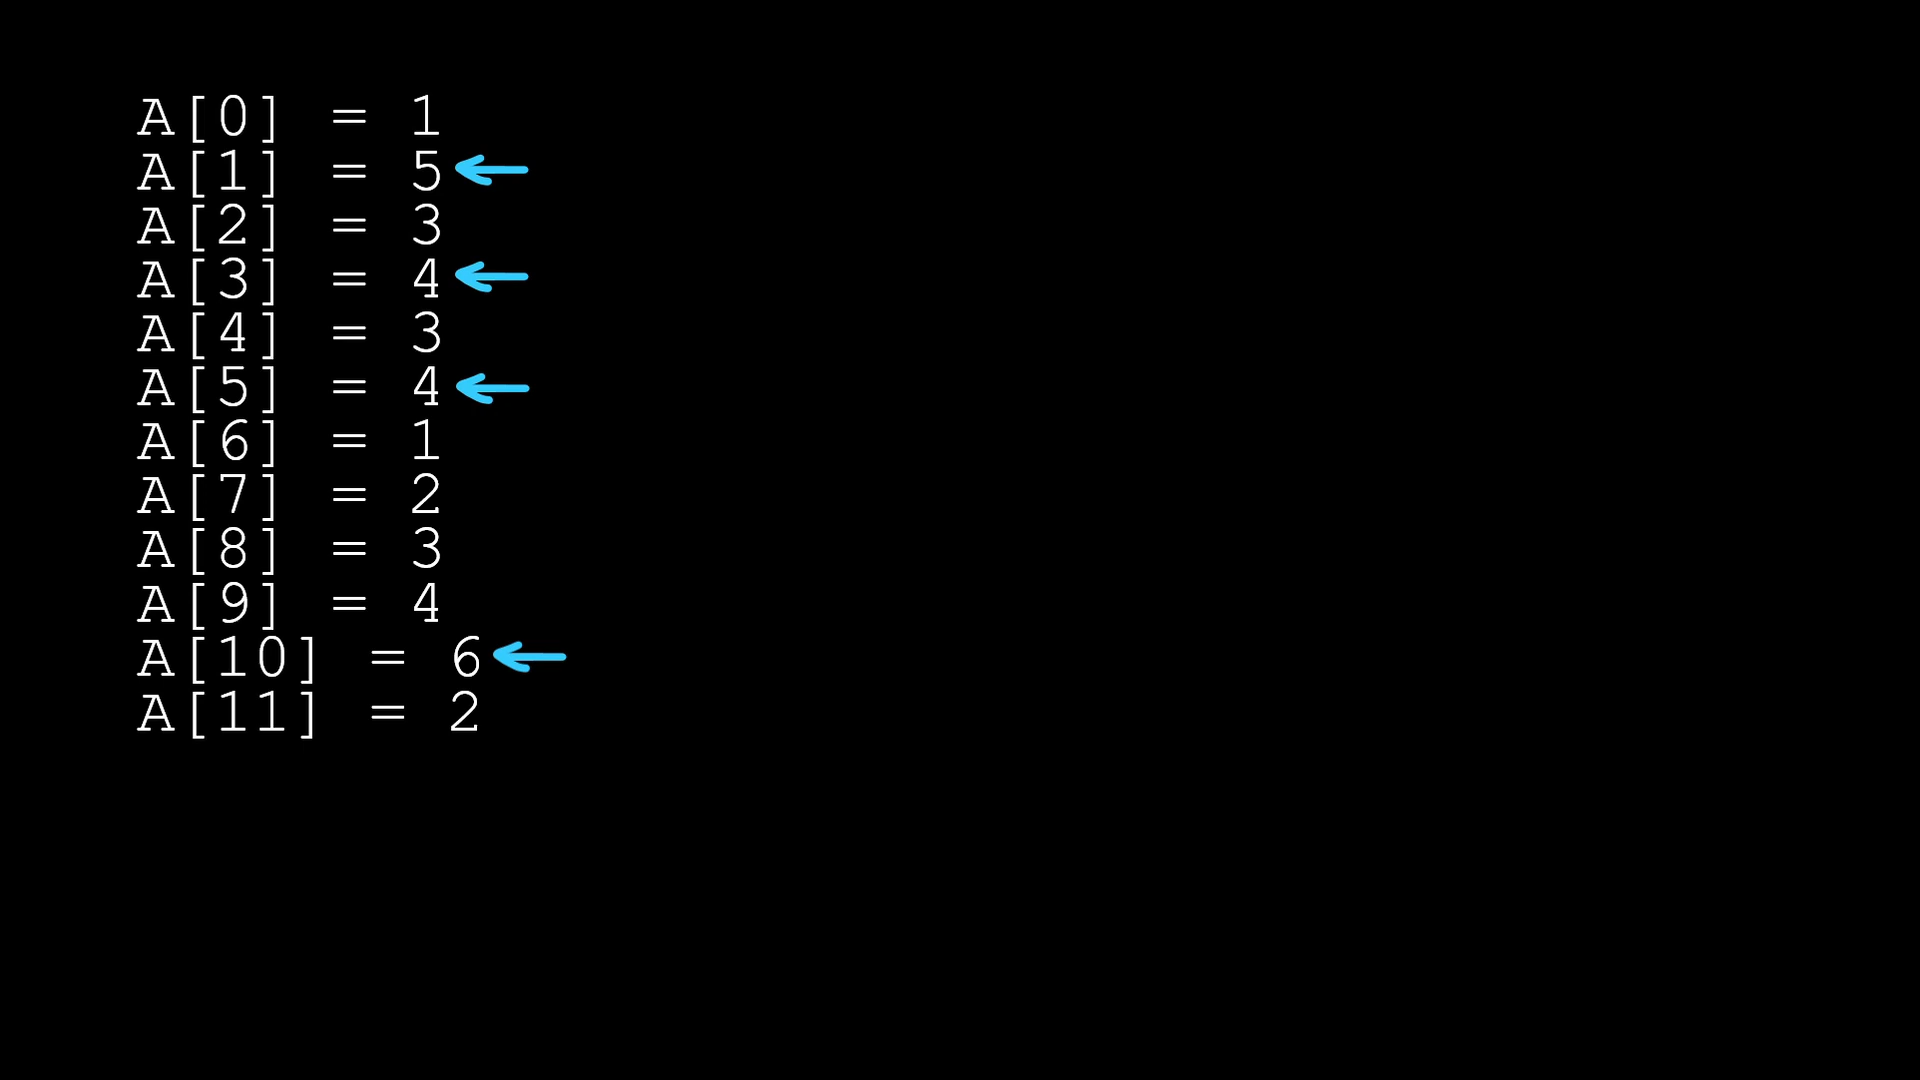 A[0] = 1
A[1] = 5
A[2] = 3
A[3] = 4
A[4] = 3
A[5] = 4
A[6] = 1
A[7] = 2
A[8] = 3
A[9] = 4
A[10] = 6
A[11] = 2